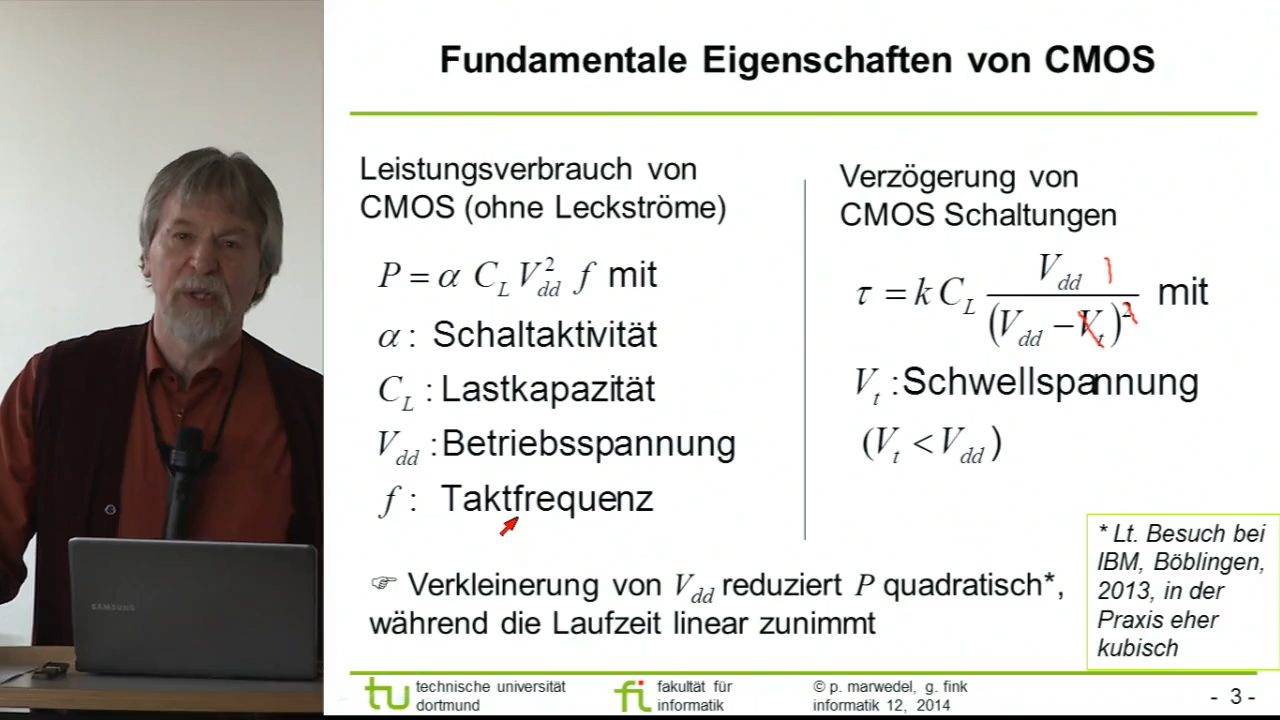 Fundamentale Eigenschaften von CMOS
Leistungsverbrauch von
CMOS (ohne Leckströme)
P = α C_L V_dd^2 f mit
α : Schaltaktivität
C_L : Lastkapazität
V_dd : Betriebsspannung
f : Taktfrequenz
Verzögerung von
CMOS Schaltungen
τ = k C_L V_dd / (V_dd − V_t)^2 mit
1
V_t : Schwellspannung
(V_t < V_dd)
☞ Verkleinerung von V_dd reduziert P quadratisch*,
während die Laufzeit linear zunimmt
* Lt. Besuch bei
IBM, Böblingen,
2013, in der
Praxis eher
kubisch
SAMSUNG
tu technische universität
dortmund
fi fakultät für
informatik
© p. marwedel, g. fink
informatik 12, 2014
- 3 -